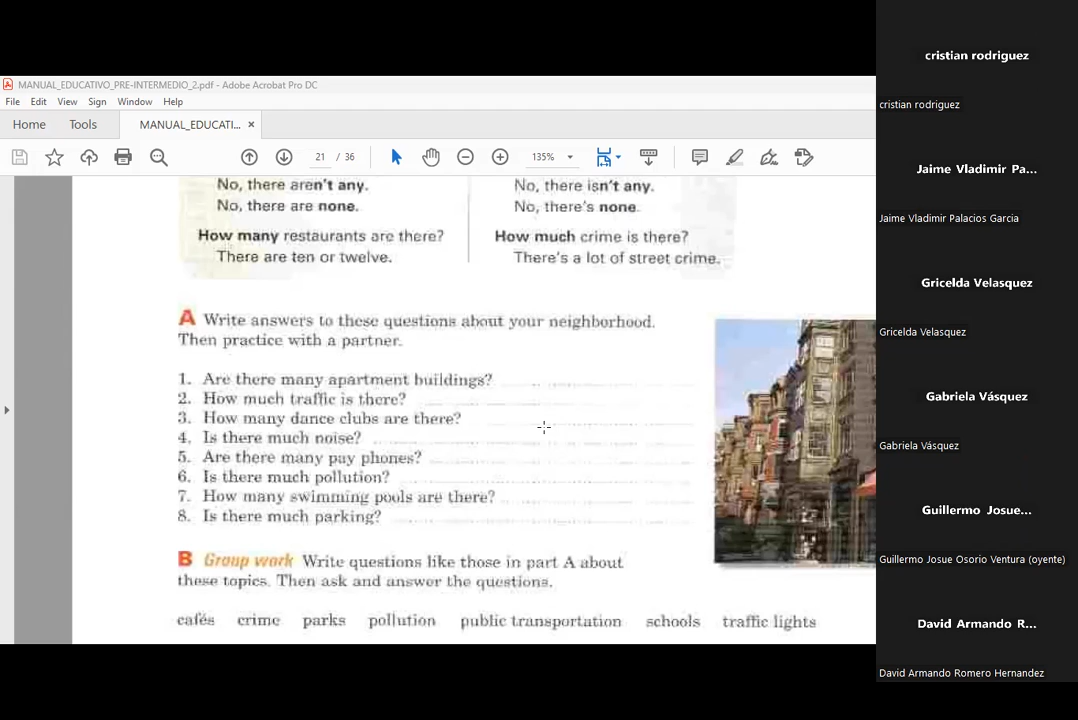 MANUAL_EDUCATIVO_PRE-INTERMEDIO_2.pdf - Adobe Acrobat Pro DC
File Edit View Sign Window Help
Home Tools MANUAL_EDUCATI... ×
21 / 36 135%
No, there aren't any.
No, there are none.
How many restaurants are there?
There are ten or twelve.
No, there isn't any.
No, there's none.
How much crime is there?
There's a lot of street crime.
A Write answers to these questions about your neighborhood.
Then practice with a partner.
1. Are there many apartment buildings?
2. How much traffic is there?
3. How many dance clubs are there?
4. Is there much noise?
5. Are there many pay phones?
6. Is there much pollution?
7. How many swimming pools are there?
8. Is there much parking?
B Group work Write questions like those in part A about
these topics. Then ask and answer the questions.
cafés crime parks pollution public transportation schools traffic lights
cristian rodriguez
cristian rodriguez
Jaime Vladimir Pa...
Jaime Vladimir Palacios Garcia
Gricelda Velasquez
Gricelda Velasquez
Gabriela Vásquez
Gabriela Vásquez
Guillermo Josue...
Guillermo Josue Osorio Ventura (oyente)
David Armando R...
David Armando Romero Hernandez